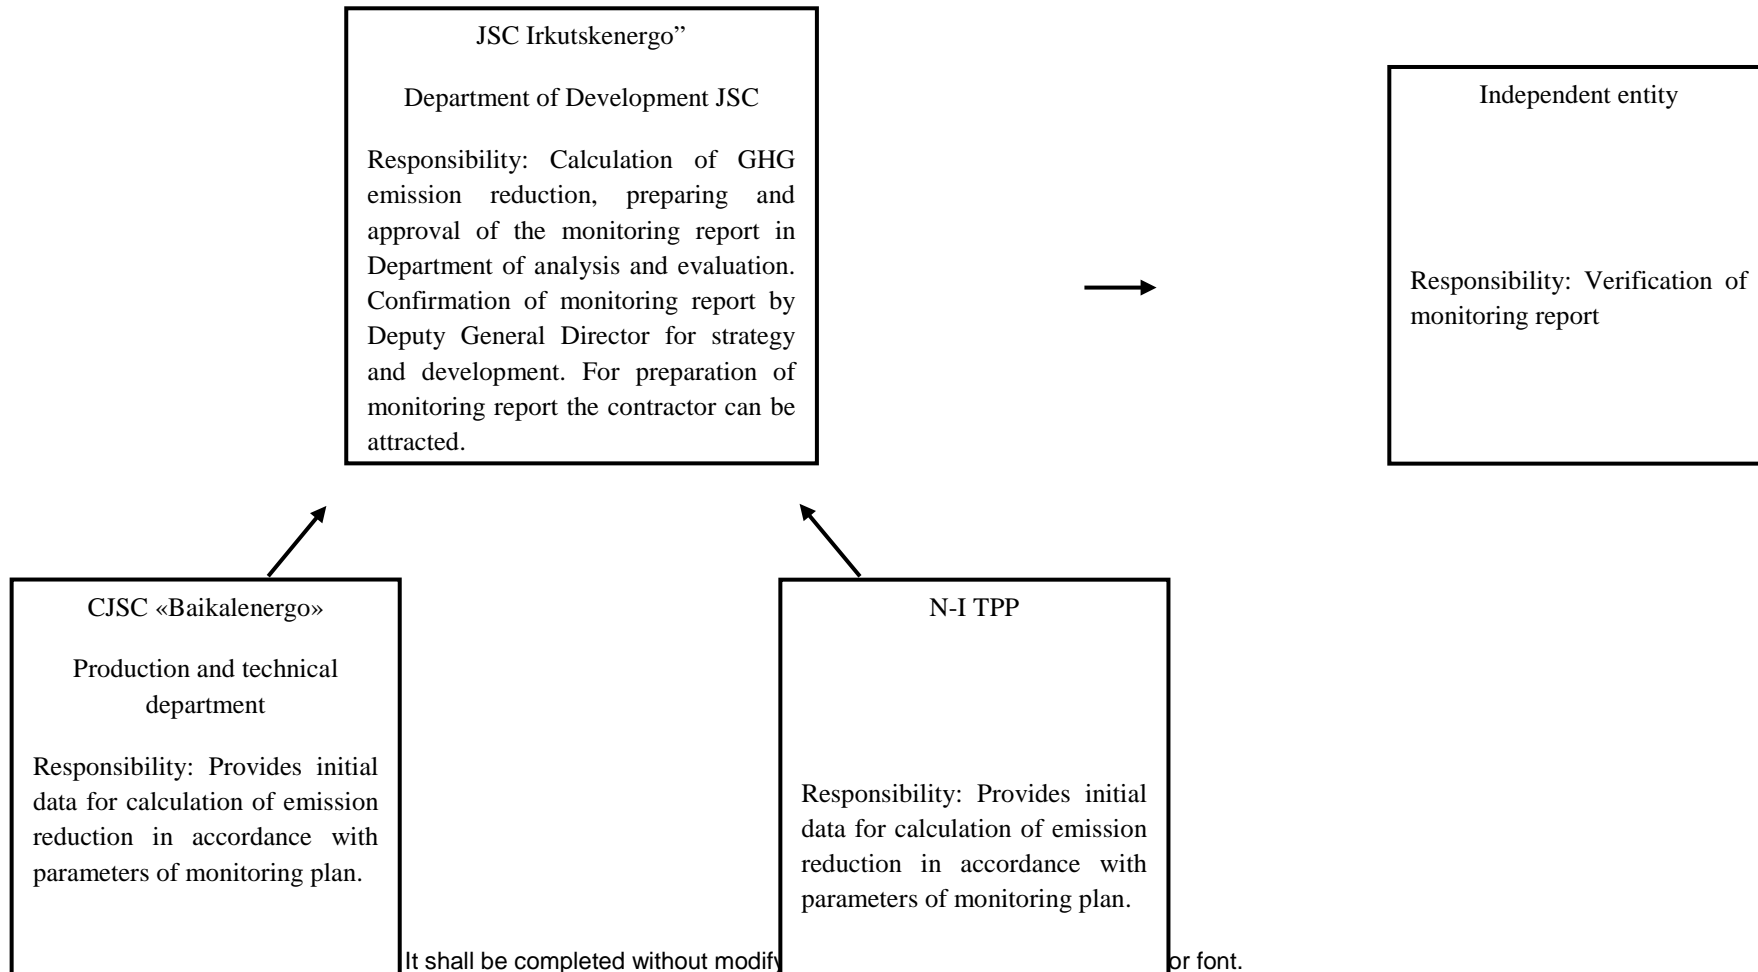 JSC Irkutskenergo”
Department of Development JSC
Responsibility: Calculation of GHG
emission reduction, preparing and
approval of the monitoring report in
Department of analysis and evaluation.
Confirmation of monitoring report by
Deputy General Director for strategy
and development. For preparation of
monitoring report the contractor can be
attracted.
Independent entity
Responsibility: Verification of
monitoring report
CJSC «Baikalenergo»
Production and technical
department
Responsibility: Provides initial
data for calculation of emission
reduction in accordance with
parameters of monitoring plan.
N-I TPP
Responsibility: Provides initial
data for calculation of emission
reduction in accordance with
parameters of monitoring plan.
It shall be completed without modify or font.